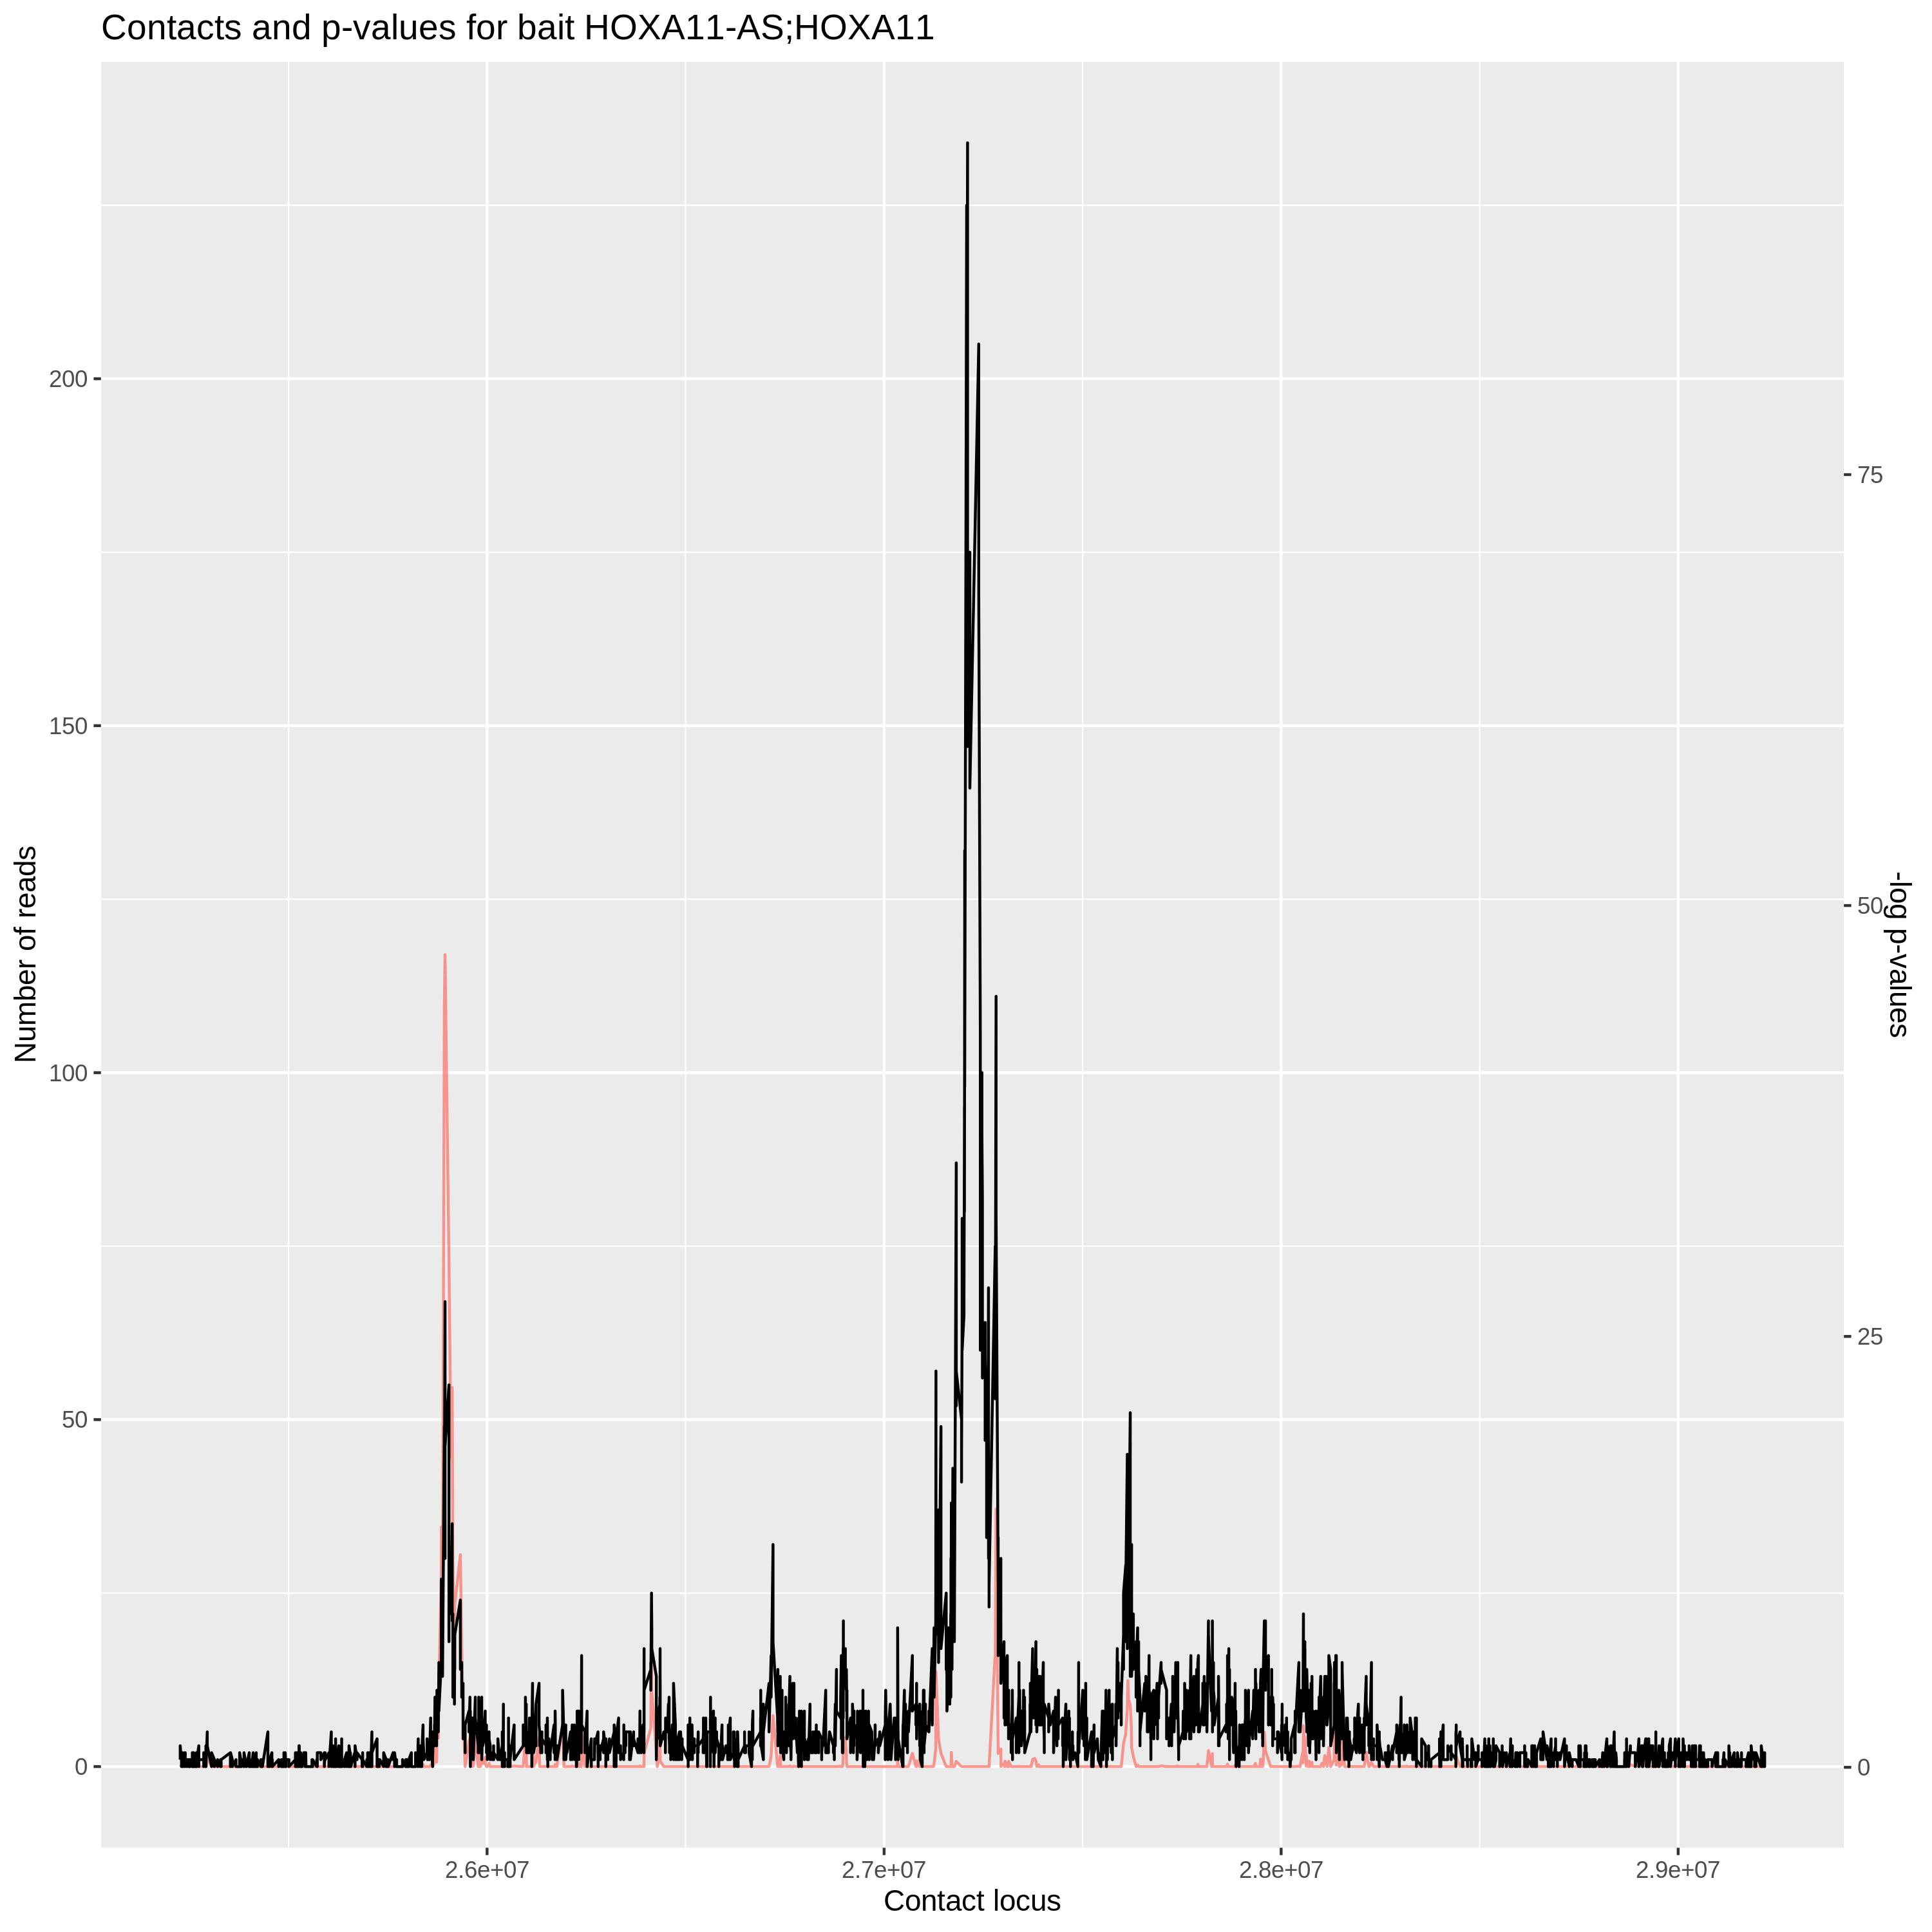 Contacts and p-values for bait HOXA11-AS;HOXA11
Number of reads
200
150
100
50
0
75
50
25
0
-log p-values
2.6e+07 2.7e+07 2.8e+07 2.9e+07
Contact locus